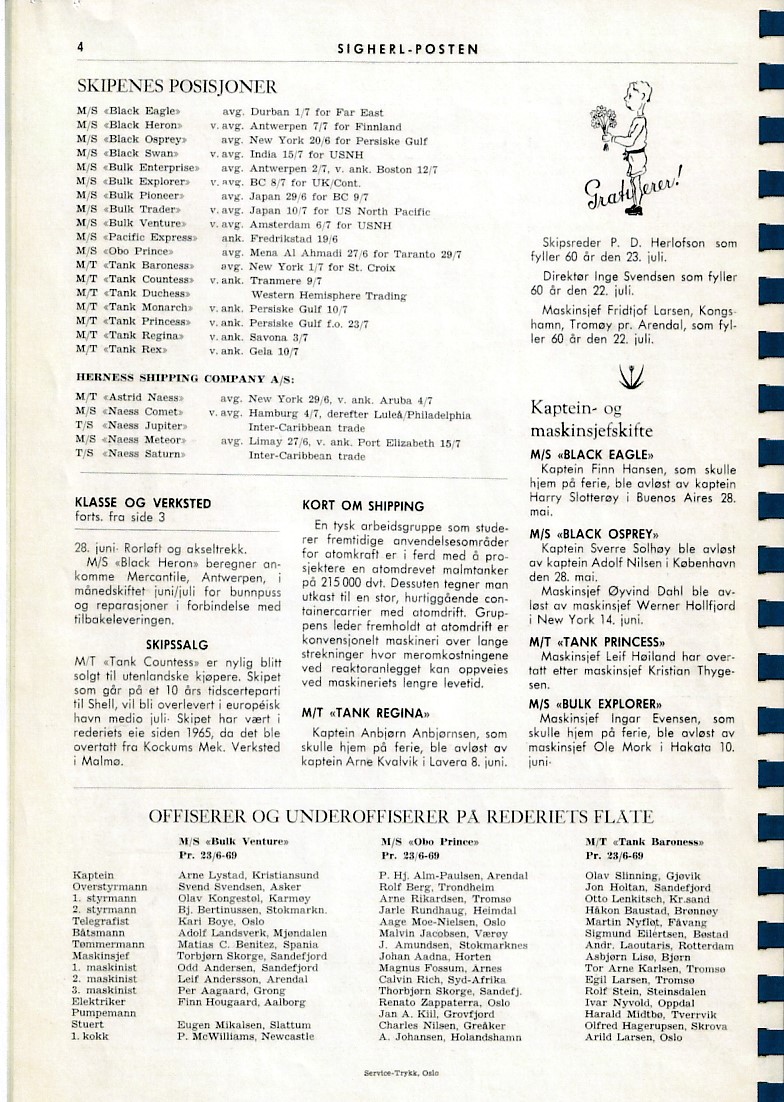 4
SIGHERL-POSTEN
SKIPENES POSISJONER
M/S «Black Eagle» avg. Durban 1/7 for Far East
M/S «Black Heron» v. avg. Antwerpen 7/7 for Finnland
M/S «Black Osprey» avg. New York 20/6 for Persiske Gulf
M/S «Black Swan» v. avg. India 15/7 for USNH
M/S «Bulk Enterprise» avg. Antwerpen 2/7, v. ank. Boston 12/7
M/S «Bulk Explorer» v. avg. BC 8/7 for UK/Cont.
M/S «Bulk Pioneer» avg. Japan 29/6 for BC 9/7
M/S «Bulk Trader» v. avg. Japan 10/7 for US North Pacific
M/S «Bulk Venture» v. avg. Amsterdam 6/7 for USNH
M/S «Pacific Express» ank. Fredrikstad 19/6
M/S «Obo Prince» avg. Mena Al Ahmadi 27/6 for Taranto 29/7
M/T «Tank Baroness» avg. New York 1/7 for St. Croix
M/T «Tank Countess» v. ank. Tranmere 9/7
M/T «Tank Duchess» Western Hemisphere Trading
M/T «Tank Monarch» v. ank. Persiske Gulf 10/7
M/T «Tank Princess» v. ank. Persiske Gulf f.o. 23/7
M/T «Tank Regina» v. ank. Savona 3/7
M/T «Tank Rex» v. ank. Gela 10/7
HERNESS SHIPPING COMPANY A/S:
M/T «Astrid Naess» avg. New York 29/6, v. ank. Aruba 4/7
M/S «Naess Comet» v. avg. Hamburg 4/7, derefter Luleå/Philadelphia
T/S «Naess Jupiter» Inter-Caribbean trade
M/S «Naess Meteor» avg. Limay 27/6, v. ank. Port Elizabeth 15/7
T/S «Naess Saturn» Inter-Caribbean trade
KLASSE OG VERKSTED
forts. fra side 3
28. juni. Rorløft og akseltrekk.
M/S «Black Heron» beregner an-
komme Mercantile, Antwerpen, i
månedskiftet juni/juli for bunnpuss
og reparasjoner i forbindelse med
tilbakeleveringen.
SKIPSSALG
M/T «Tank Countess» er nylig blitt
solgt til utenlandske kjøpere. Skipet
som går på et 10 års tidscerteparti
til Shell, vil bli overlevert i européisk
havn medio juli. Skipet har vært i
rederiets eie siden 1965, da det ble
overtatt fra Kockums Mek. Verksted
i Malmø.
KORT OM SHIPPING
En tysk arbeidsgruppe som stude-
rer fremtidige anvendelsesområder
for atomkraft er i ferd med å pro-
sjektere en atomdrevet malmtanker
på 215 000 dvt. Dessuten tegner man
utkast til en stor, hurtiggående con-
tainercarrier med atomdrift. Grup-
pens leder fremholdt at atomdrift er
konvensjonelt maskineri over lange
strekninger hvor meromkostningene
ved reaktoranlegget kan oppveies
ved maskineriets lengre levetid.
M/T «TANK REGINA»
Kaptein Anbjørn Anbjørnsen, som
skulle hjem på ferie, ble avløst av
kaptein Arne Kvalvik i Lavera 8. juni.
Gratulerer!
Skipsreder P. D. Herlofson som
fyller 60 år den 23. juli.
Direktør Inge Svendsen som fyller
60 år den 22. juli.
Maskinsjef Fridtjof Larsen, Kongs-
hamn, Tromøy pr. Arendal, som fyl-
ler 60 år den 22. juli.
Kaptein- og
maskinsjefskifte
M/S «BLACK EAGLE»
Kaptein Finn Hansen, som skulle
hjem på ferie, ble avløst av kaptein
Harry Slotterøy i Buenos Aires 28.
mai.
M/S «BLACK OSPREY»
Kaptein Sverre Solhøy ble avløst
av kaptein Adolf Nilsen i København
den 28. mai.
Maskinsjef Øyvind Dahl ble av-
løst av maskinsjef Werner Hollfjord
i New York 14. juni.
M/T «TANK PRINCESS»
Maskinsjef Leif Høiland har over-
tatt etter maskinsjef Kristian Thyge-
sen.
M/S «BULK EXPLORER»
Maskinsjef Ingar Evensen, som
skulle hjem på ferie, ble avløst av
maskinsjef Ole Mork i Hakata 10.
juni.
OFFISERER OG UNDEROFFISERER PÅ REDERIETS FLÅTE
M/S «Bulk Venture» M/S «Obo Prince» M/T «Tank Baroness»
Pr. 23/6-69 Pr. 23/6-69 Pr. 23/6-69
Kaptein Arne Lystad, Kristiansund P. Hj. Alm-Paulsen, Arendal Olav Slinning, Gjøvik
Overstyrmann Svend Svendsen, Asker Rolf Berg, Trondheim Jon Holtan, Sandefjord
1. styrmann Olav Kongestøl, Karmøy Arne Rikardsen, Tromsø Otto Lenkitsch, Kr.sand
2. styrmann Bj. Bertinussen, Stokmarkn. Jarle Rundhaug, Heimdal Håkon Baustad, Brønnøy
Telegrafist Kari Boye, Oslo Aage Moe-Nielsen, Oslo Martin Nyfløt, Fåvang
Båtsmann Adolf Landsverk, Mjøndalen Malvin Jacobsen, Værøy Sigmund Eilertsen, Bøstad
Tømmermann Matias C. Benitez, Spania J. Amundsen, Stokmarknes Andr. Laoutaris, Rotterdam
Maskinsjef Torbjørn Skorge, Sandefjord Johan Aadna, Horten Asbjørn Lisø, Bjørn
1. maskinist Odd Andersen, Sandefjord Magnus Fossum, Arnes Tor Arne Karlsen, Tromsø
2. maskinist Leif Andersson, Arendal Calvin Rich, Syd-Afrika Egil Larsen, Tromsø
3. maskinist Per Aagaard, Grong Thorbjørn Skorge, Sandefj. Rolf Stein, Steinsdalen
Elektriker Finn Hougaard, Aalborg Renato Zappaterra, Oslo Ivar Nyvold, Oppdal
Pumpemann Jan A. Kiil, Grovfjord Harald Midtbø, Tverrvik
Stuert Eugen Mikalsen, Slattum Charles Nilsen, Greåker Olfred Hagerupsen, Skrova
1. kokk P. McWilliams, Newcastle A. Johansen, Holandshamn Arild Larsen, Oslo
Service-Trykk, Oslo